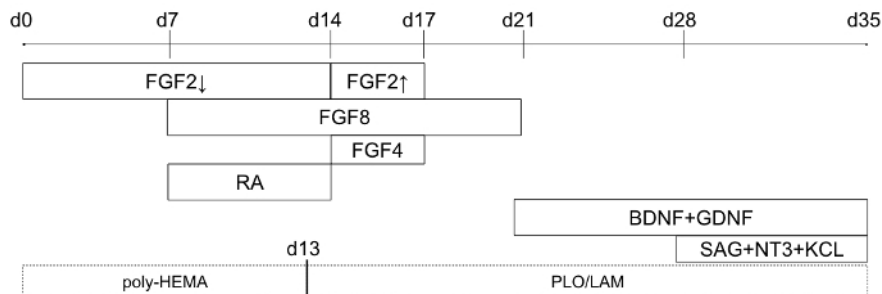 d0 d7 d14 d17 d21 d28 d35
FGF2↓ FGF2↑
FGF8
FGF4
RA
BDNF+GDNF
SAG+NT3+KCL
d13
poly-HEMA PLO/LAM